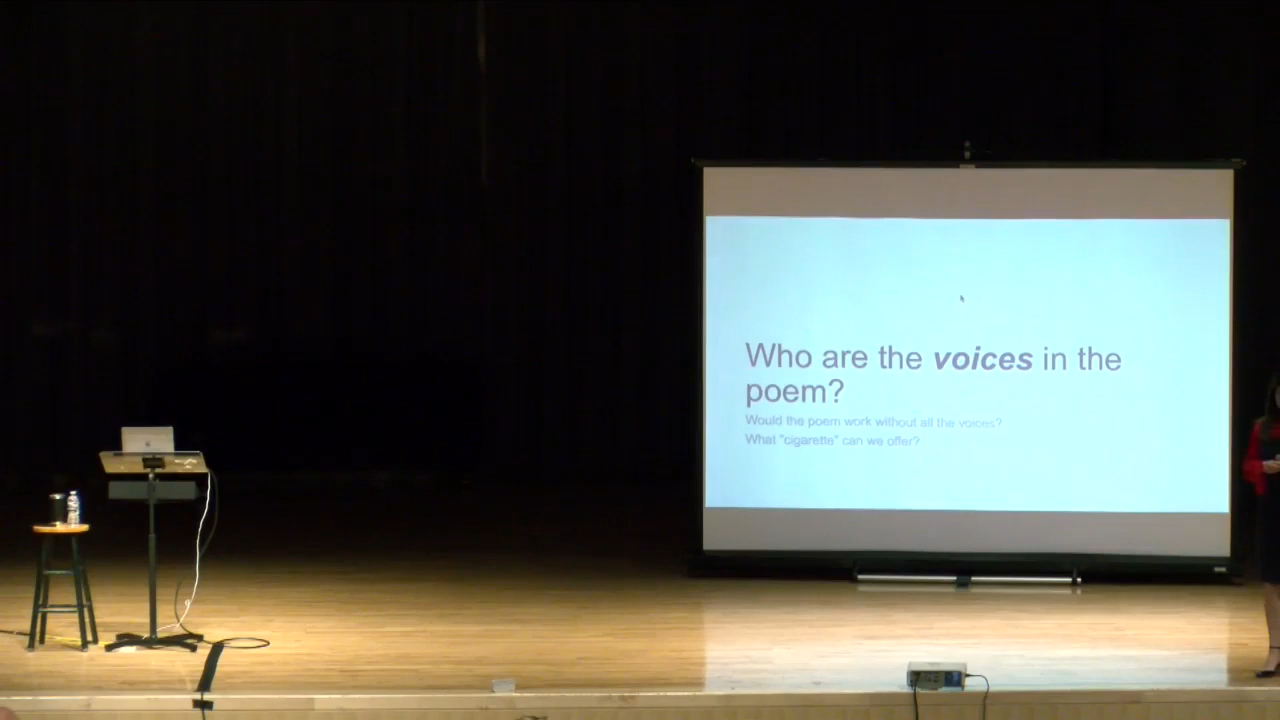 Who are the voices in the
poem?
Would the poem work without all the voices?
What "cigarette" can we offer?